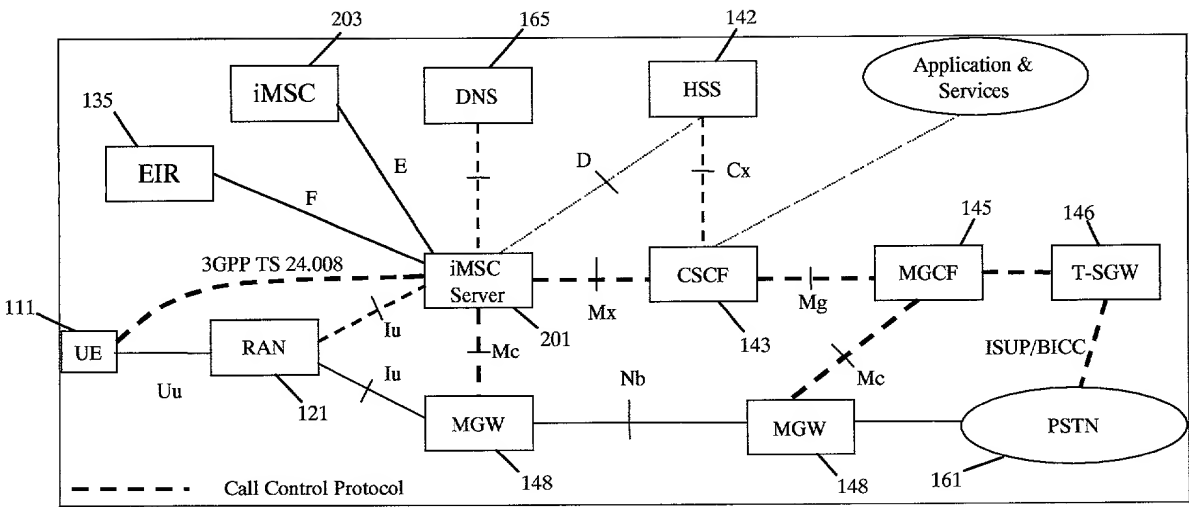 203
165
142
iMSC
DNS
HSS
Application &
Services
135
EIR
E
D
Cx
F
145
146
3GPP TS 24.008
iMSC
Server
CSCF
MGCF
T-SGW
111
Iu
201
Mx
143
Mg
UE
RAN
Mc
ISUP/BICC
Uu
Iu
Nb
Mc
121
MGW
MGW
PSTN
148
148
161
Call Control Protocol